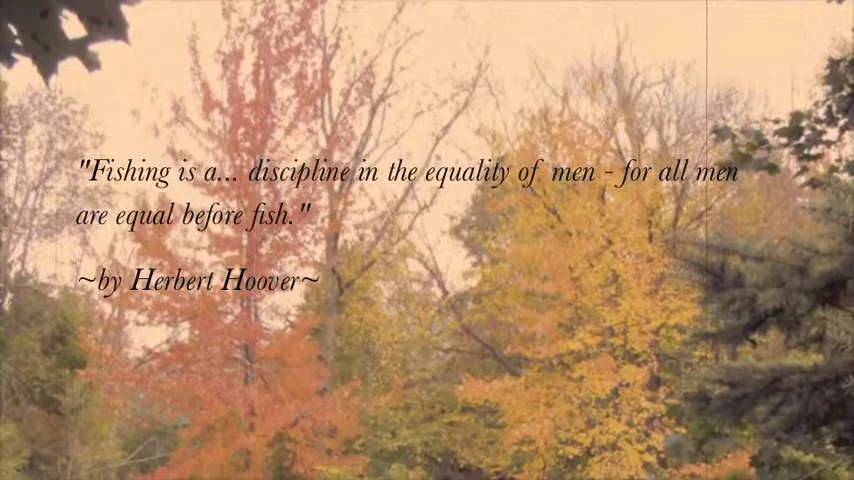 "Fishing is a... discipline in the equality of men - for all men
are equal before fish."
~by Herbert Hoover~